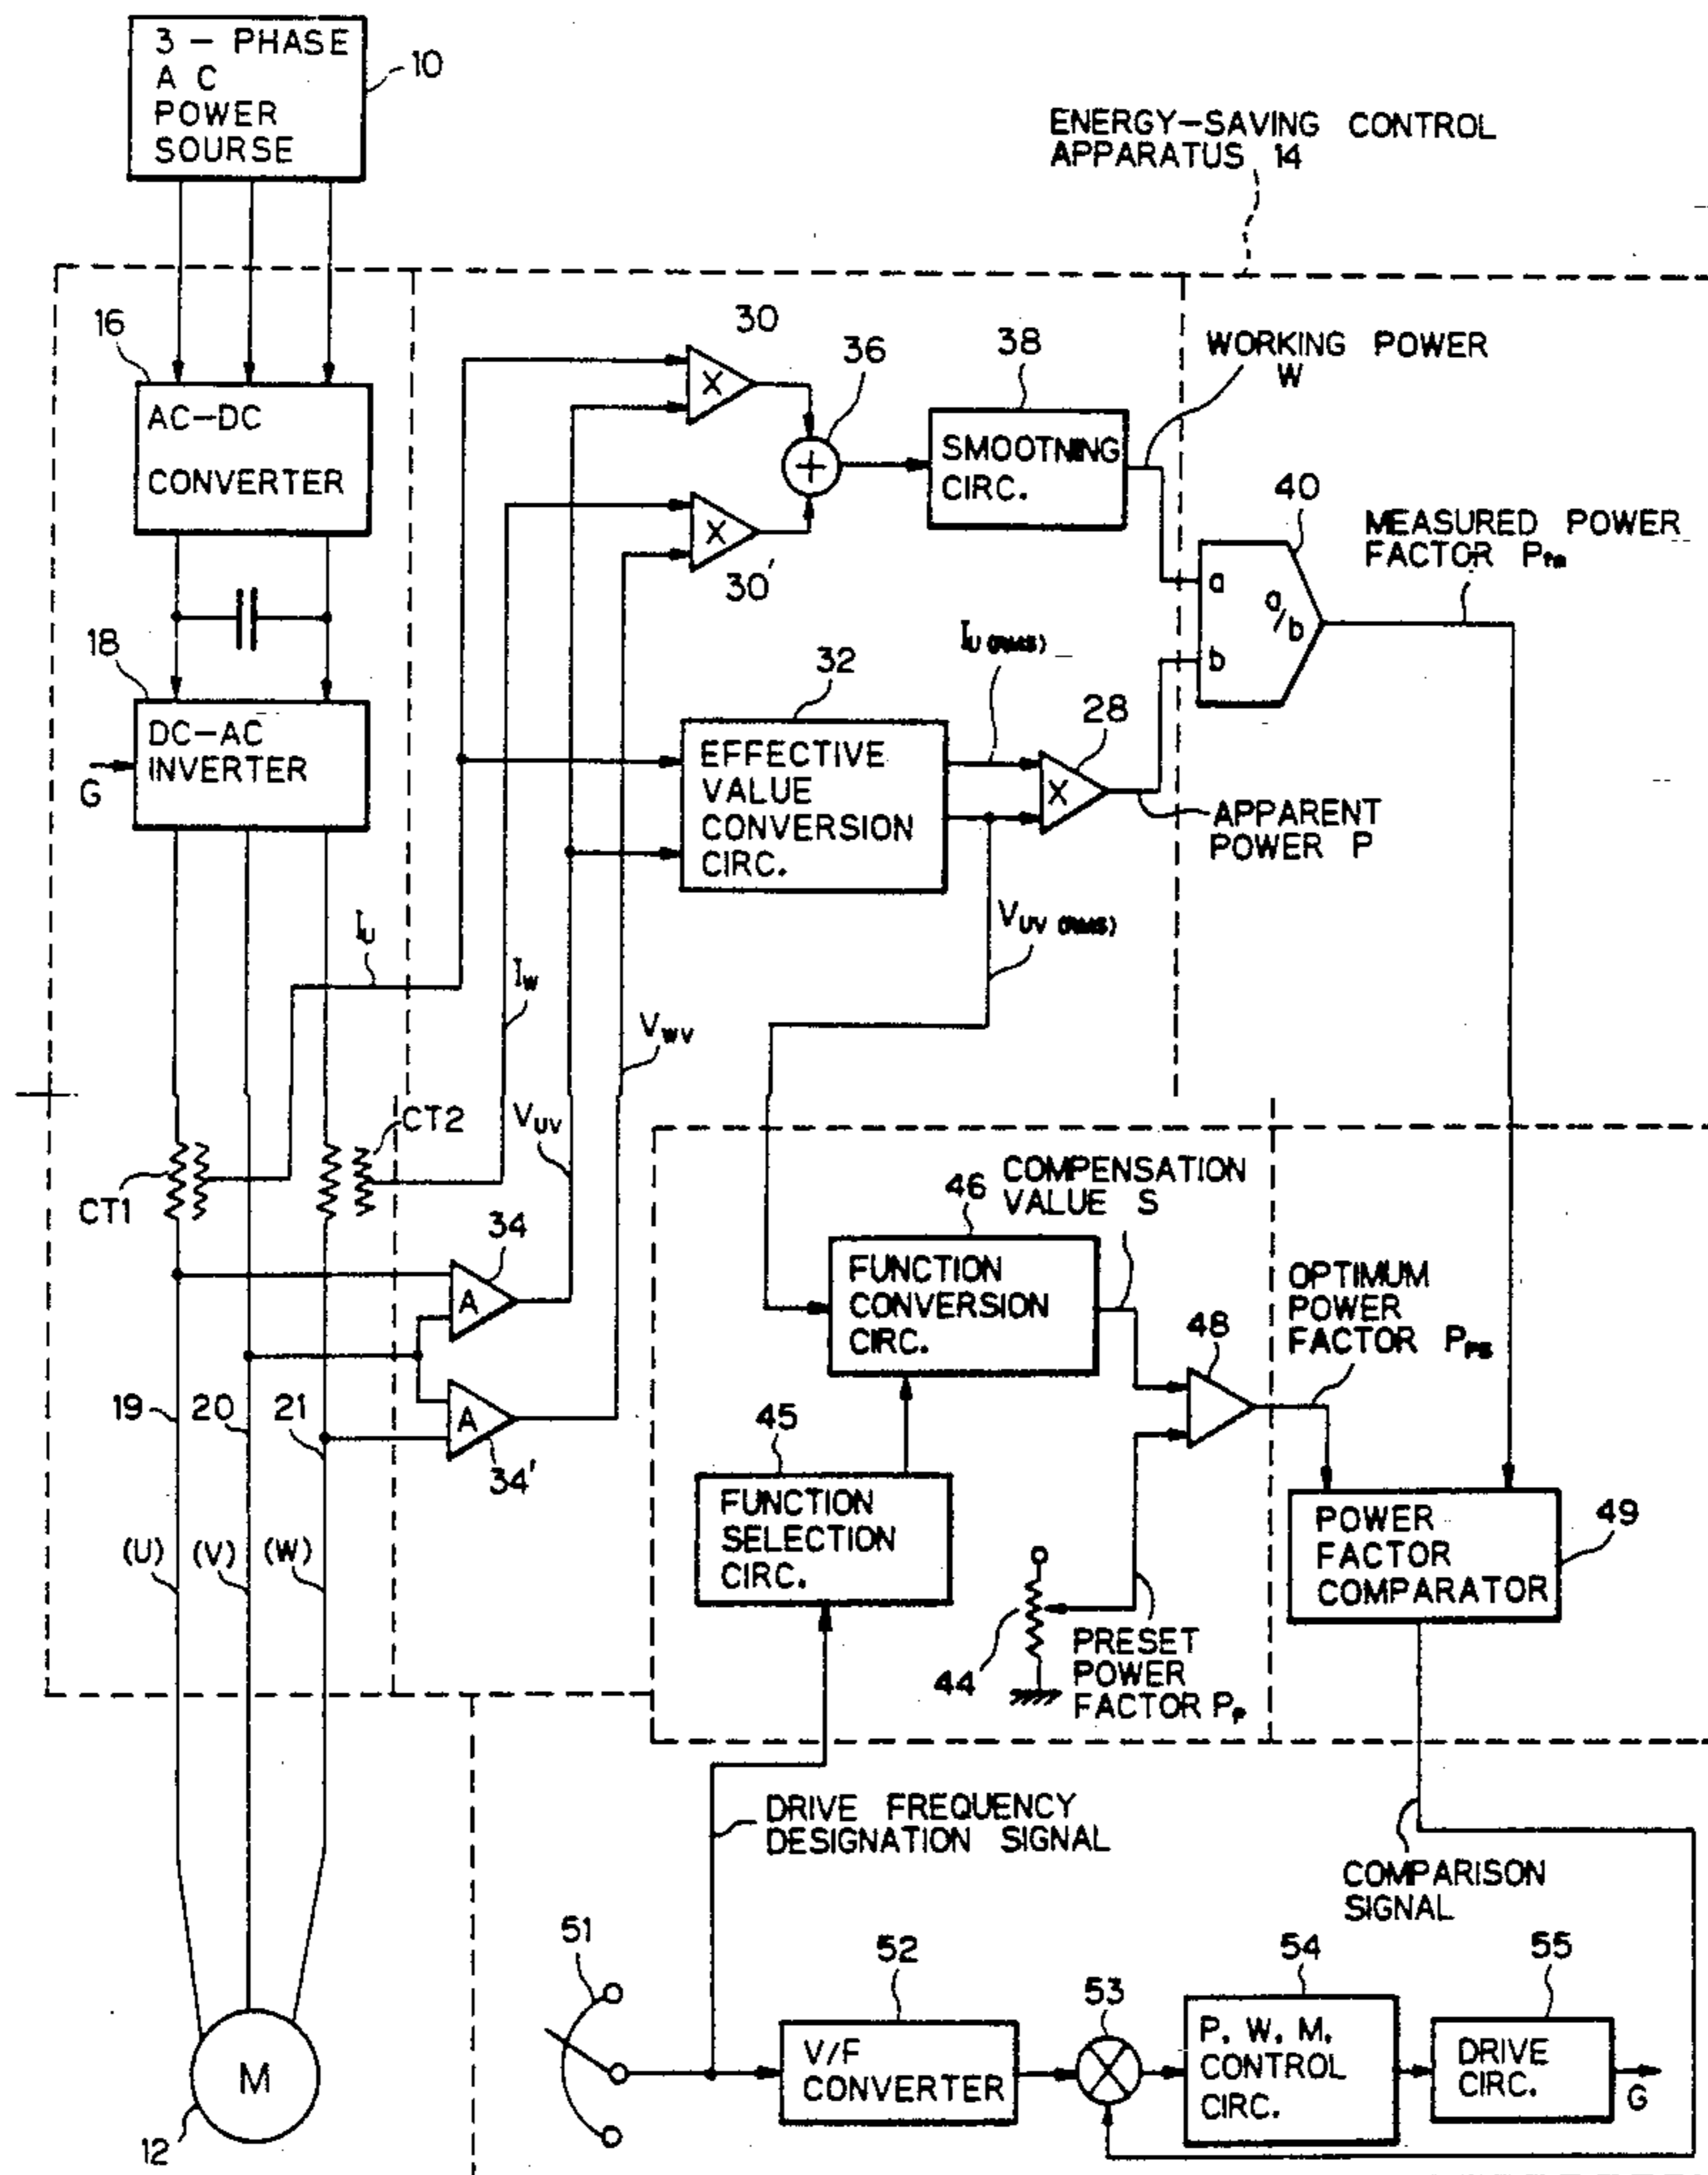 3 - PHASE
A C
POWER
SOURSE
10
ENERGY-SAVING CONTROL
APPARATUS 14
16
AC-DC
CONVERTER
30
36
38
X
+
SMOOTNING
CIRC.
X
30'
WORKING POWER
W
40
a
a/b
b
MEASURED POWER
FACTOR
18
DC-AC
INVERTER
G
32
EFFECTIVE
VALUE
CONVERSION
CIRC.
IU (RMS)
28
X
APPARENT
POWER P
VUV (RMS)
IU
IW
VWV
VUV
CT2
CT1
34
A
A
34'
19
20
21
(U)
(V)
(W)
46
COMPENSATION
VALUE S
FUNCTION
CONVERSION
CIRC.
48
OPTIMUM
POWER
FACTOR
45
FUNCTION
SELECTION
CIRC.
44
PRESET
POWER
FACTOR
POWER
FACTOR
COMPARATOR
49
DRIVE FREQUENCY
DESIGNATION SIGNAL
COMPARISON
SIGNAL
51
52
V/F
CONVERTER
53
54
P. W. M.
CONTROL
CIRC.
55
DRIVE
CIRC.
G
M
12